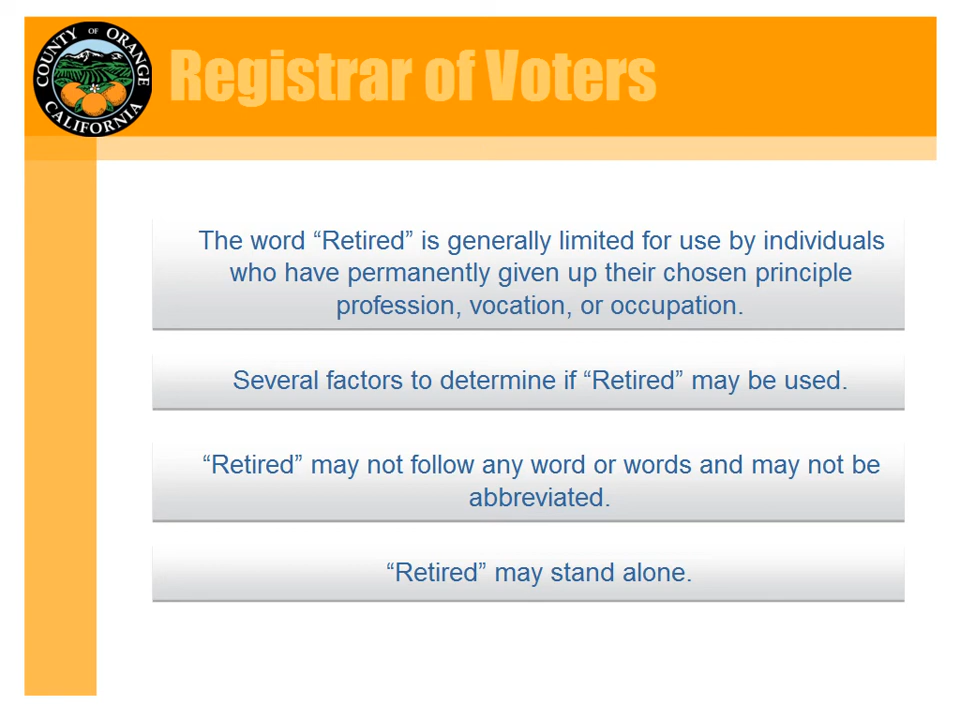 COUNTY OF ORANGE
CALIFORNIA
Registrar of Voters
The word “Retired” is generally limited for use by individuals
who have permanently given up their chosen principle
profession, vocation, or occupation.
Several factors to determine if “Retired” may be used.
“Retired” may not follow any word or words and may not be
abbreviated.
“Retired” may stand alone.